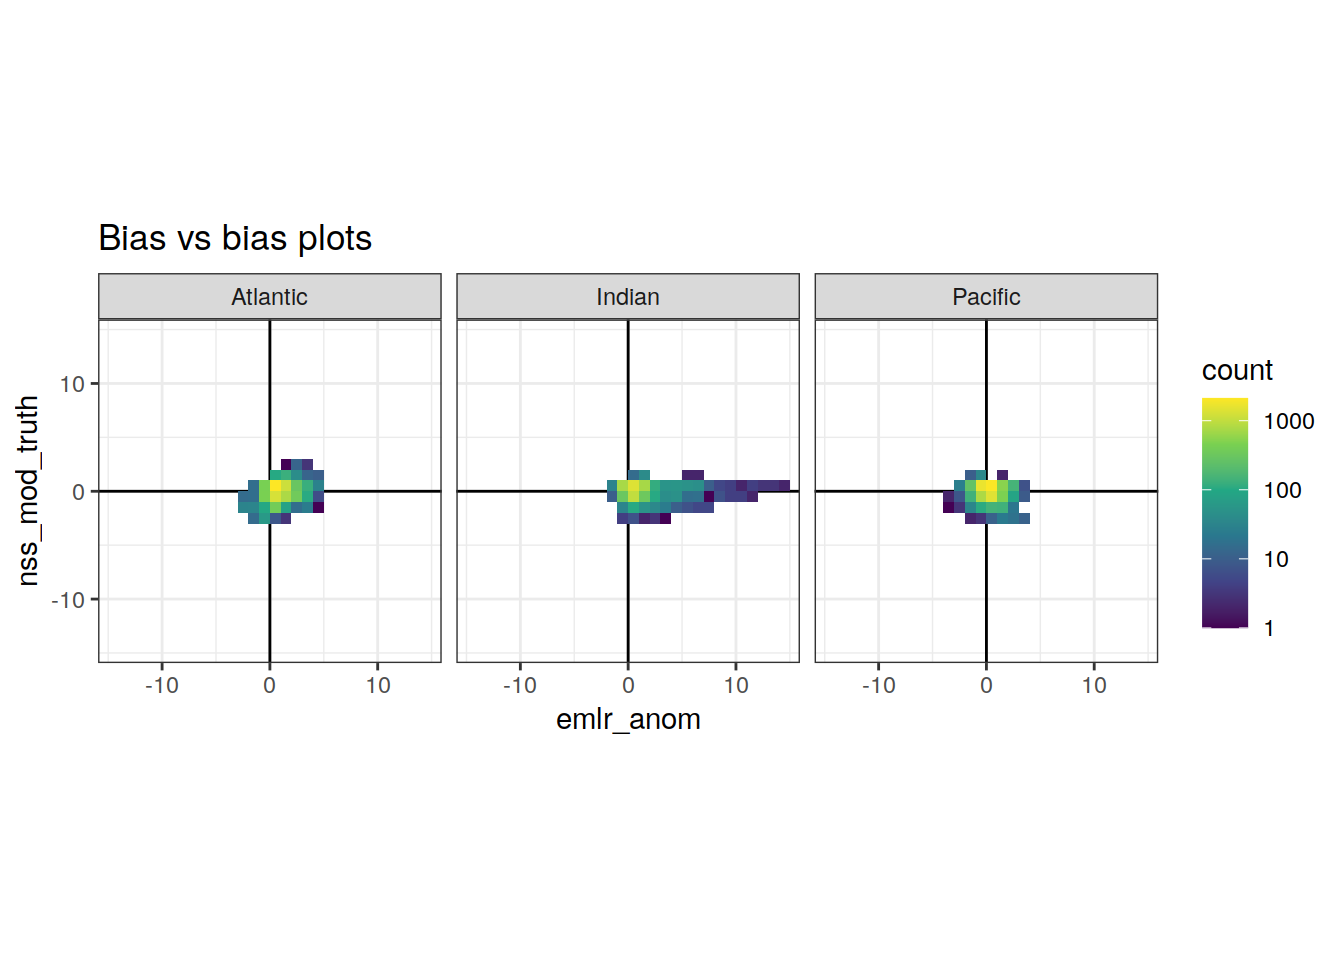 Bias vs bias plots
Atlantic
Indian
Pacific
nss_mod_truth
10
0
-10
-10 0 10
-10 0 10
-10 0 10
emlr_anom
count
1000
100
10
1